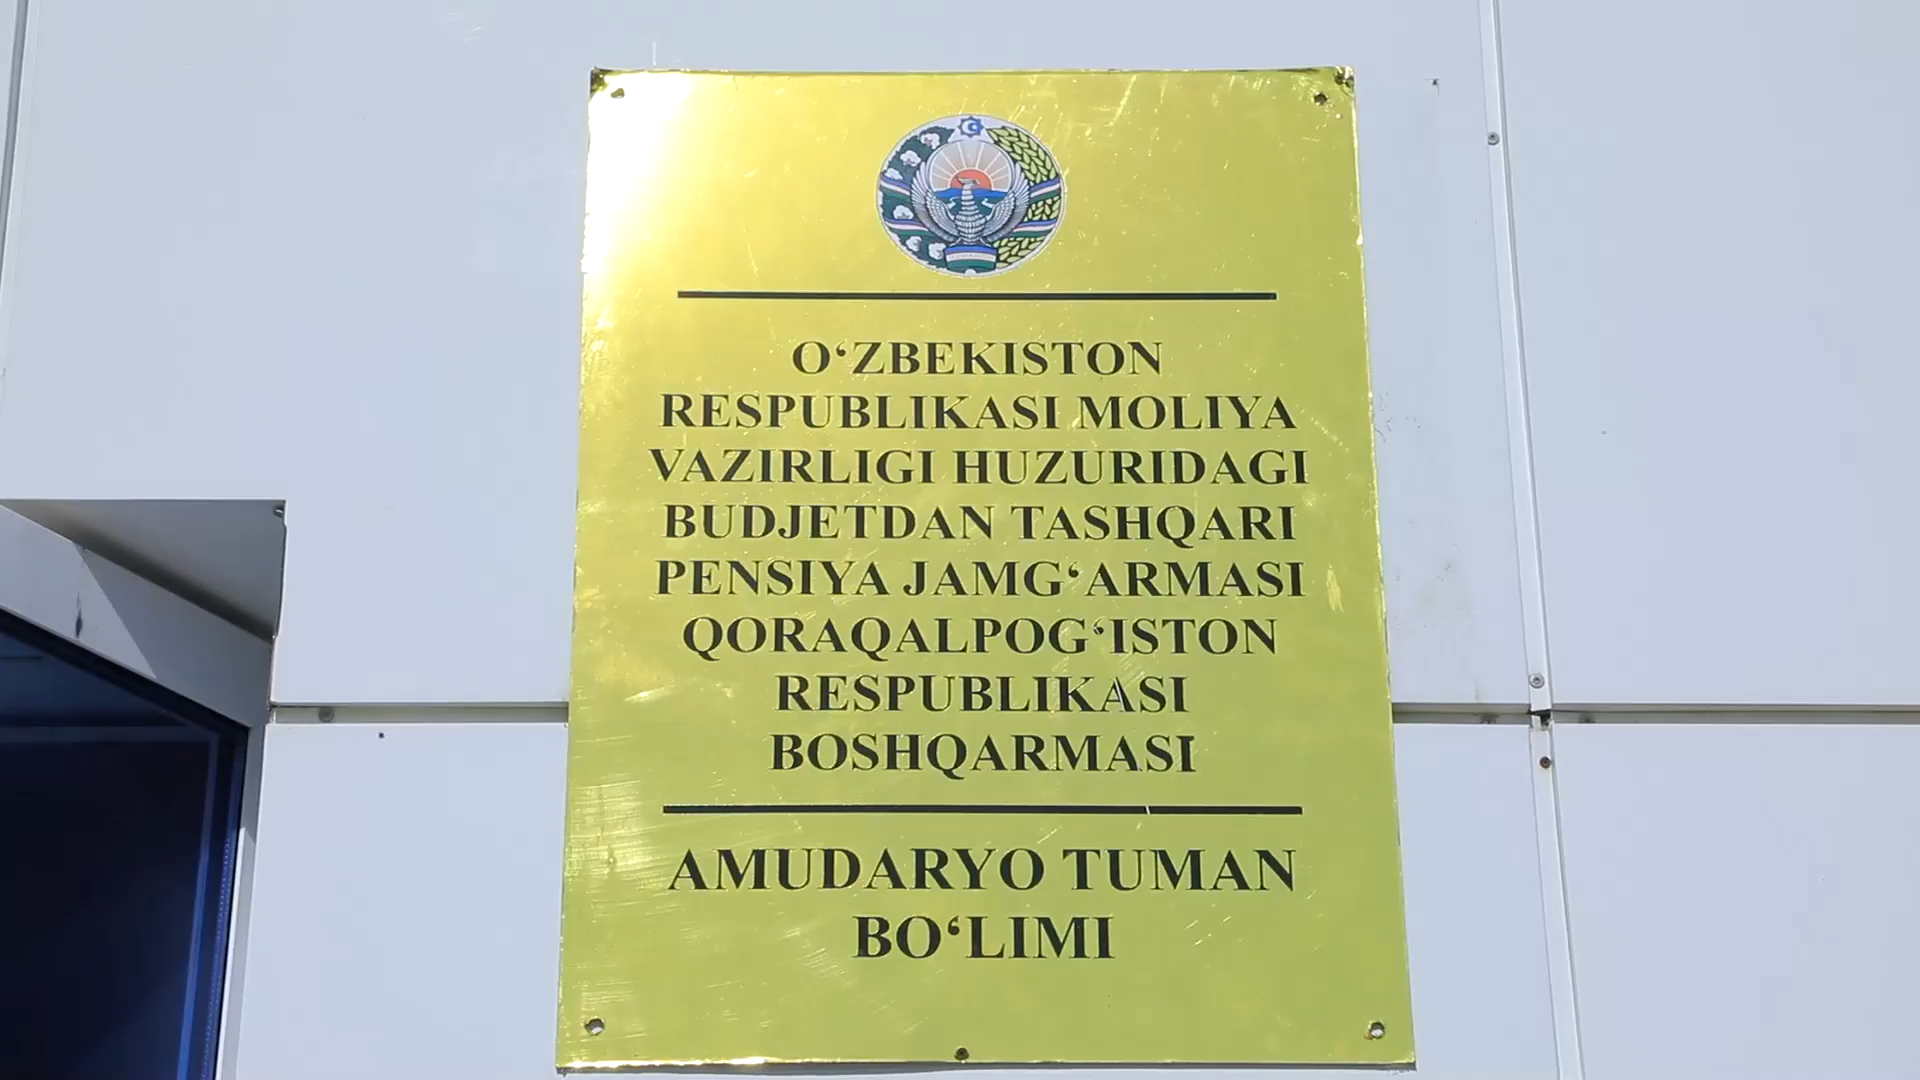 O‘ZBEKISTON
RESPUBLIKASI MOLIYA
VAZIRLIGI HUZURIDAGI
BUDJETDAN TASHQARI
PENSIYA JAMG‘ARMASI
QORAQALPOG‘ISTON
RESPUBLIKASI
BOSHQARMASI
AMUDARYO TUMAN
BO‘LIMI